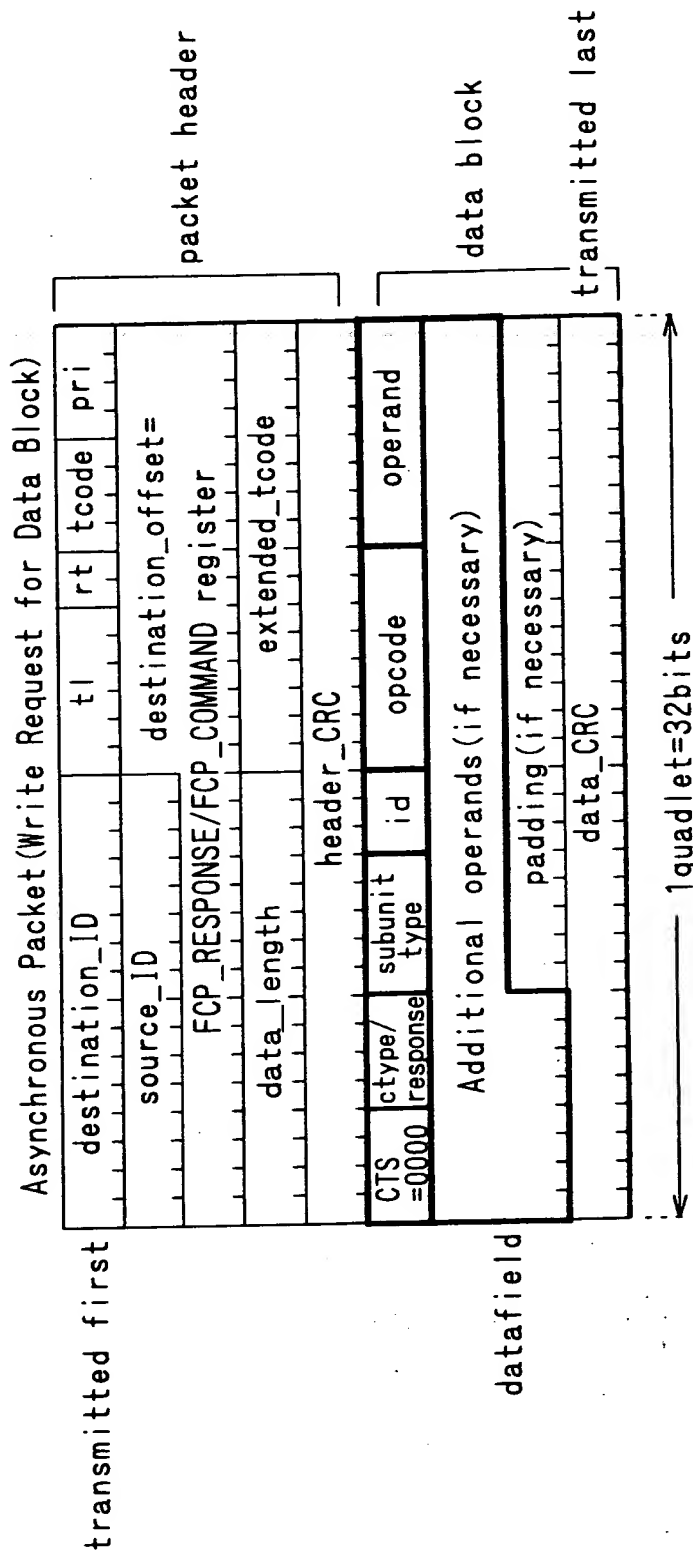 Asynchronous Packet(Write Request for Data Block)
transmitted first
destination_ID
tl
rt
tcode
pri
source_ID
destination_offset=
FCP_RESPONSE/FCP_COMMAND register
data_length
extended_tcode
header_CRC
packet header
CTS
=0000
ctype/
response
subunit
type
id
opcode
operand
Additional operands(if necessary)
datafield
padding(if necessary)
data_CRC
data block
transmitted last
1quadlet=32bits